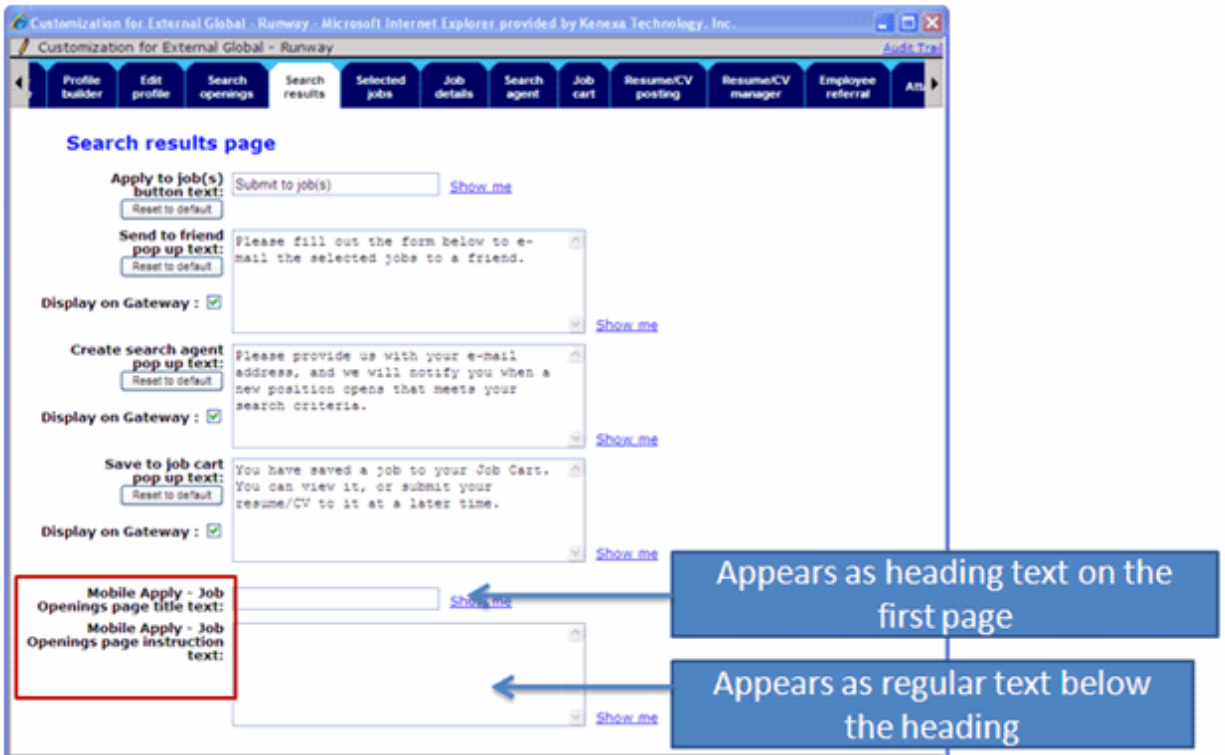 Customization for External Global - Runway - Microsoft Internet Explorer provided by Kenexa Technology, Inc.
Customization for External Global - Runway
Audit Trail
Profile builder
Edit profile
Search openings
Search results
Selected jobs
Job details
Search agent
Job cart
Resume/CV posting
Resume/CV manager
Employee referral
Search results page
Apply to job(s)
button text:
Submit to job(s)
Show me
Reset to default
Send to friend
pop up text:
Reset to default
Please fill out the form below to e-
mail the selected jobs to a friend.
Display on Gateway :
Show me
Create search agent
pop up text:
Reset to default
Please provide us with your e-mail
address, and we will notify you when a
new position opens that meets your
search criteria.
Display on Gateway :
Show me
Save to job cart
pop up text:
Reset to default
You have saved a job to your Job Cart.
You can view it, or submit your
resume/CV to it at a later time.
Display on Gateway :
Show me
Mobile Apply - Job
Openings page title text:
Show me
Appears as heading text on the
first page
Mobile Apply - Job
Openings page instruction
text:
Show me
Appears as regular text below
the heading